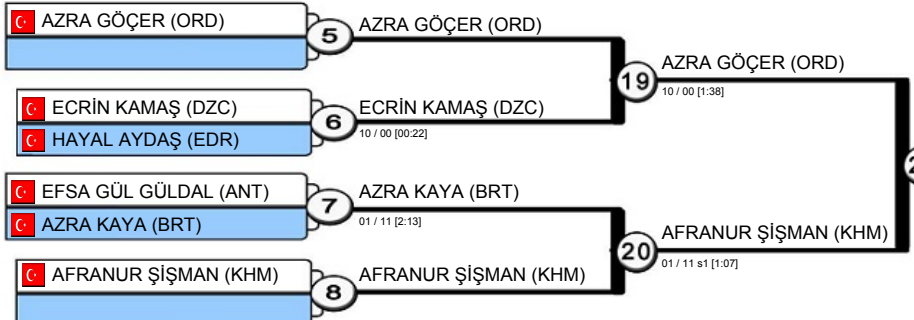 AZRA GÖÇER (ORD)
5
AZRA GÖÇER (ORD)
19
AZRA GÖÇER (ORD)
10 / 00 [1:38]
ECRİN KAMAŞ (DZC)
HAYAL AYDAŞ (EDR)
6
ECRİN KAMAŞ (DZC)
10 / 00 [00:22]
EFSA GÜL GÜLDAL (ANT)
AZRA KAYA (BRT)
7
AZRA KAYA (BRT)
01 / 11 [2:13]
20
AFRANUR ŞİŞMAN (KHM)
01 / 11 s1 [1:07]
AFRANUR ŞİŞMAN (KHM)
8
AFRANUR ŞİŞMAN (KHM)